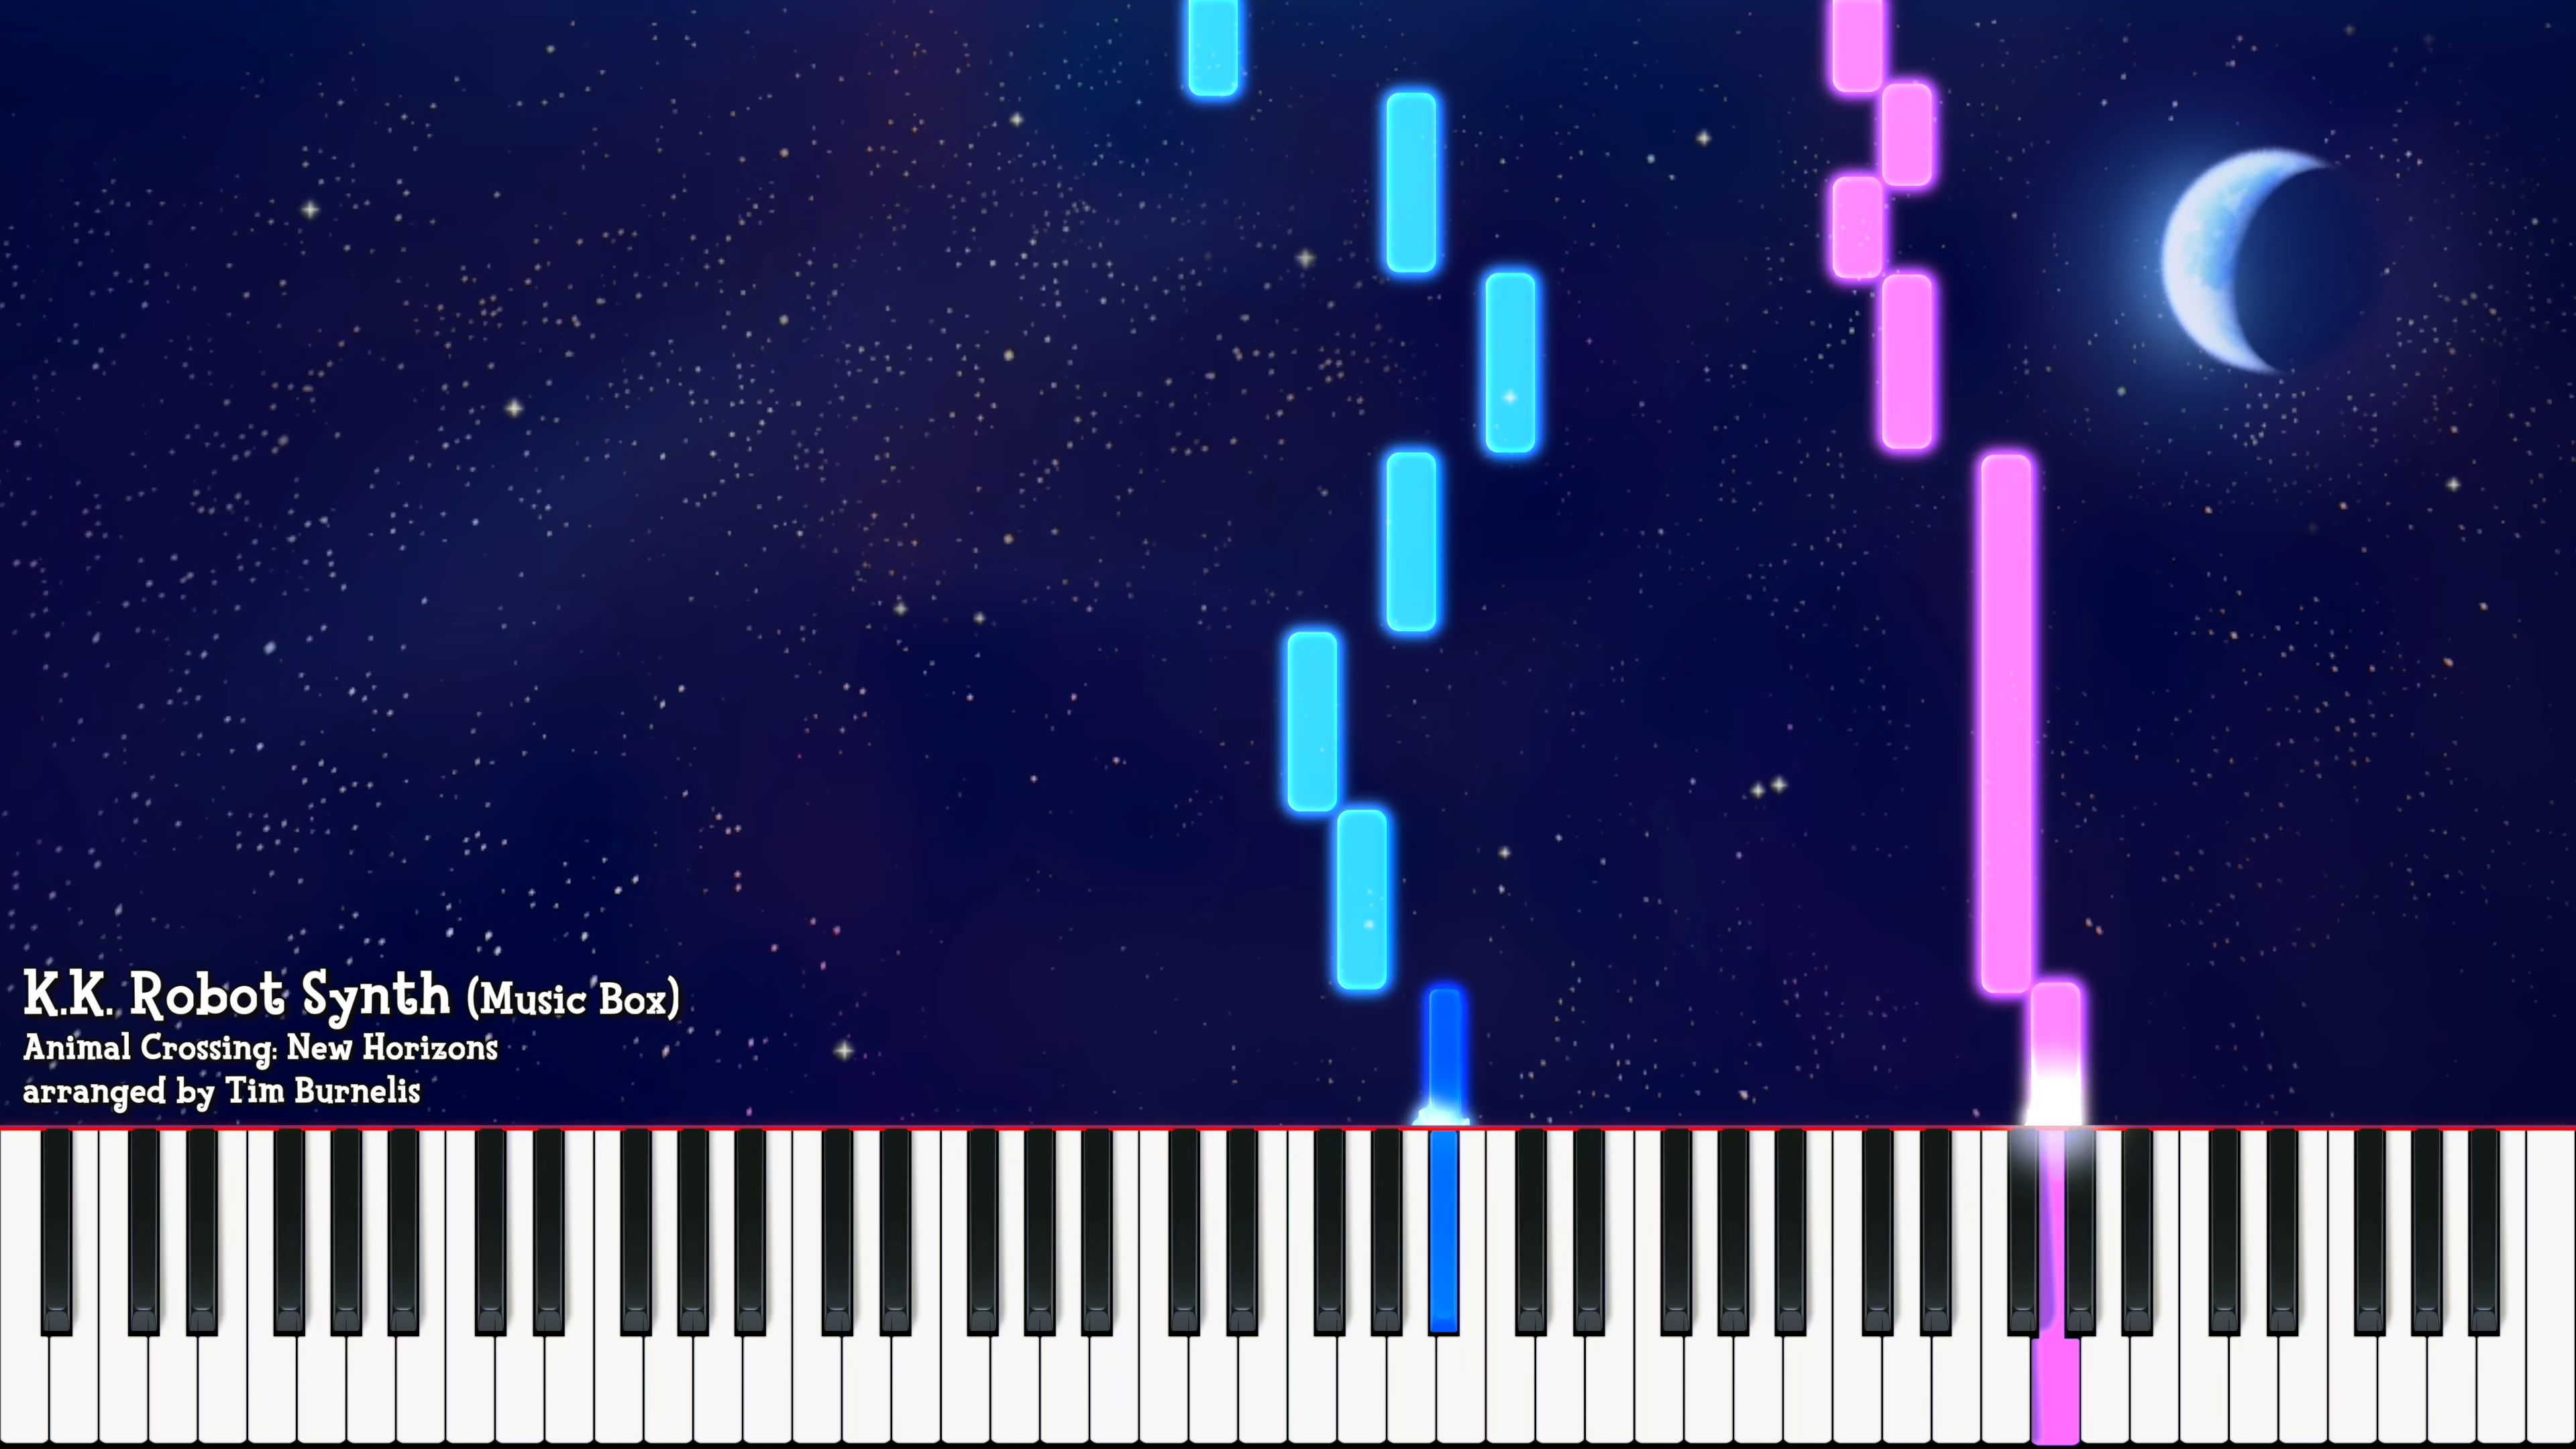 K.K. Robot Synth (Music Box)
Animal Crossing: New Horizons
arranged by Tim Burnelis